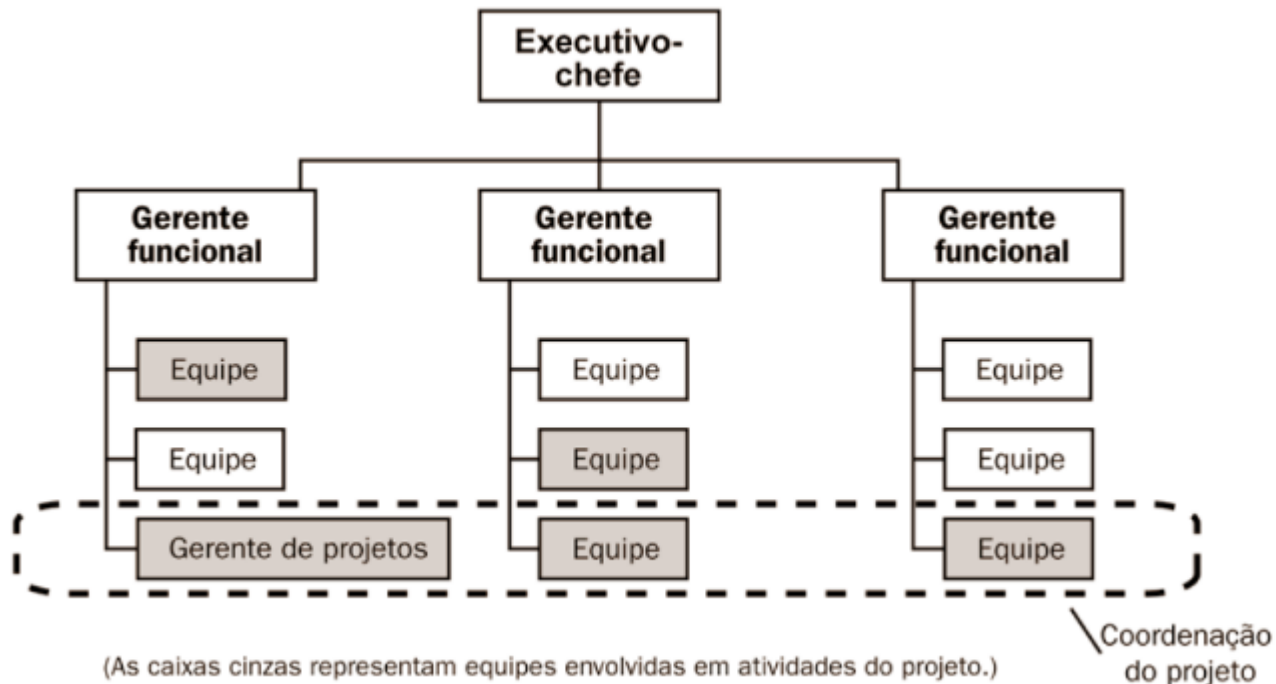 Executivo-
chefe
Gerente
funcional
Gerente
funcional
Gerente
funcional
Equipe
Equipe
Equipe
Equipe
Equipe
Equipe
Gerente de projetos
Equipe
Equipe
Coordenação
do projeto
(As caixas cinzas representam equipes envolvidas em atividades do projeto.)